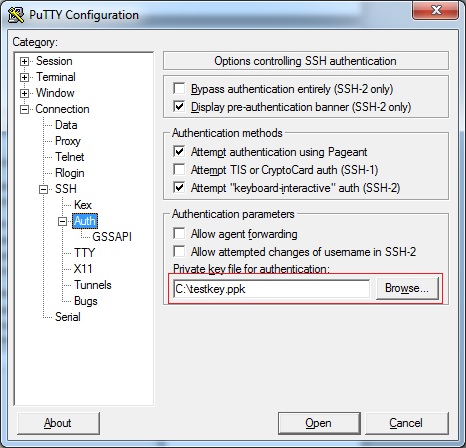 PuTTY Configuration
Category:
Session
Terminal
Window
Connection
Data
Proxy
Telnet
Rlogin
SSH
Kex
Auth
GSSAPI
TTY
X11
Tunnels
Bugs
Serial
Options controlling SSH authentication
Bypass authentication entirely (SSH-2 only)
Display pre-authentication banner (SSH-2 only)
Authentication methods
Attempt authentication using Pageant
Attempt TIS or CryptoCard auth (SSH-1)
Attempt "keyboard-interactive" auth (SSH-2)
Authentication parameters
Allow agent forwarding
Allow attempted changes of username in SSH-2
Private key file for authentication:
C:\testkey.ppk
Browse...
About
Open
Cancel